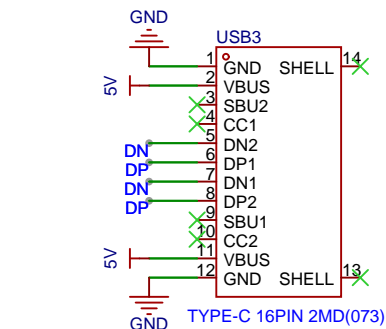 GND
USB3
1 GND SHELL 14
5V 2 VBUS
3 SBU2
4 CC1
DN 5 DN2
DP 6 DP1
DN 7 DN1
DP 8 DP2
9 SBU1
10 CC2
5V 11 VBUS
12 GND SHELL 13
GND
TYPE-C 16PIN 2MD(073)